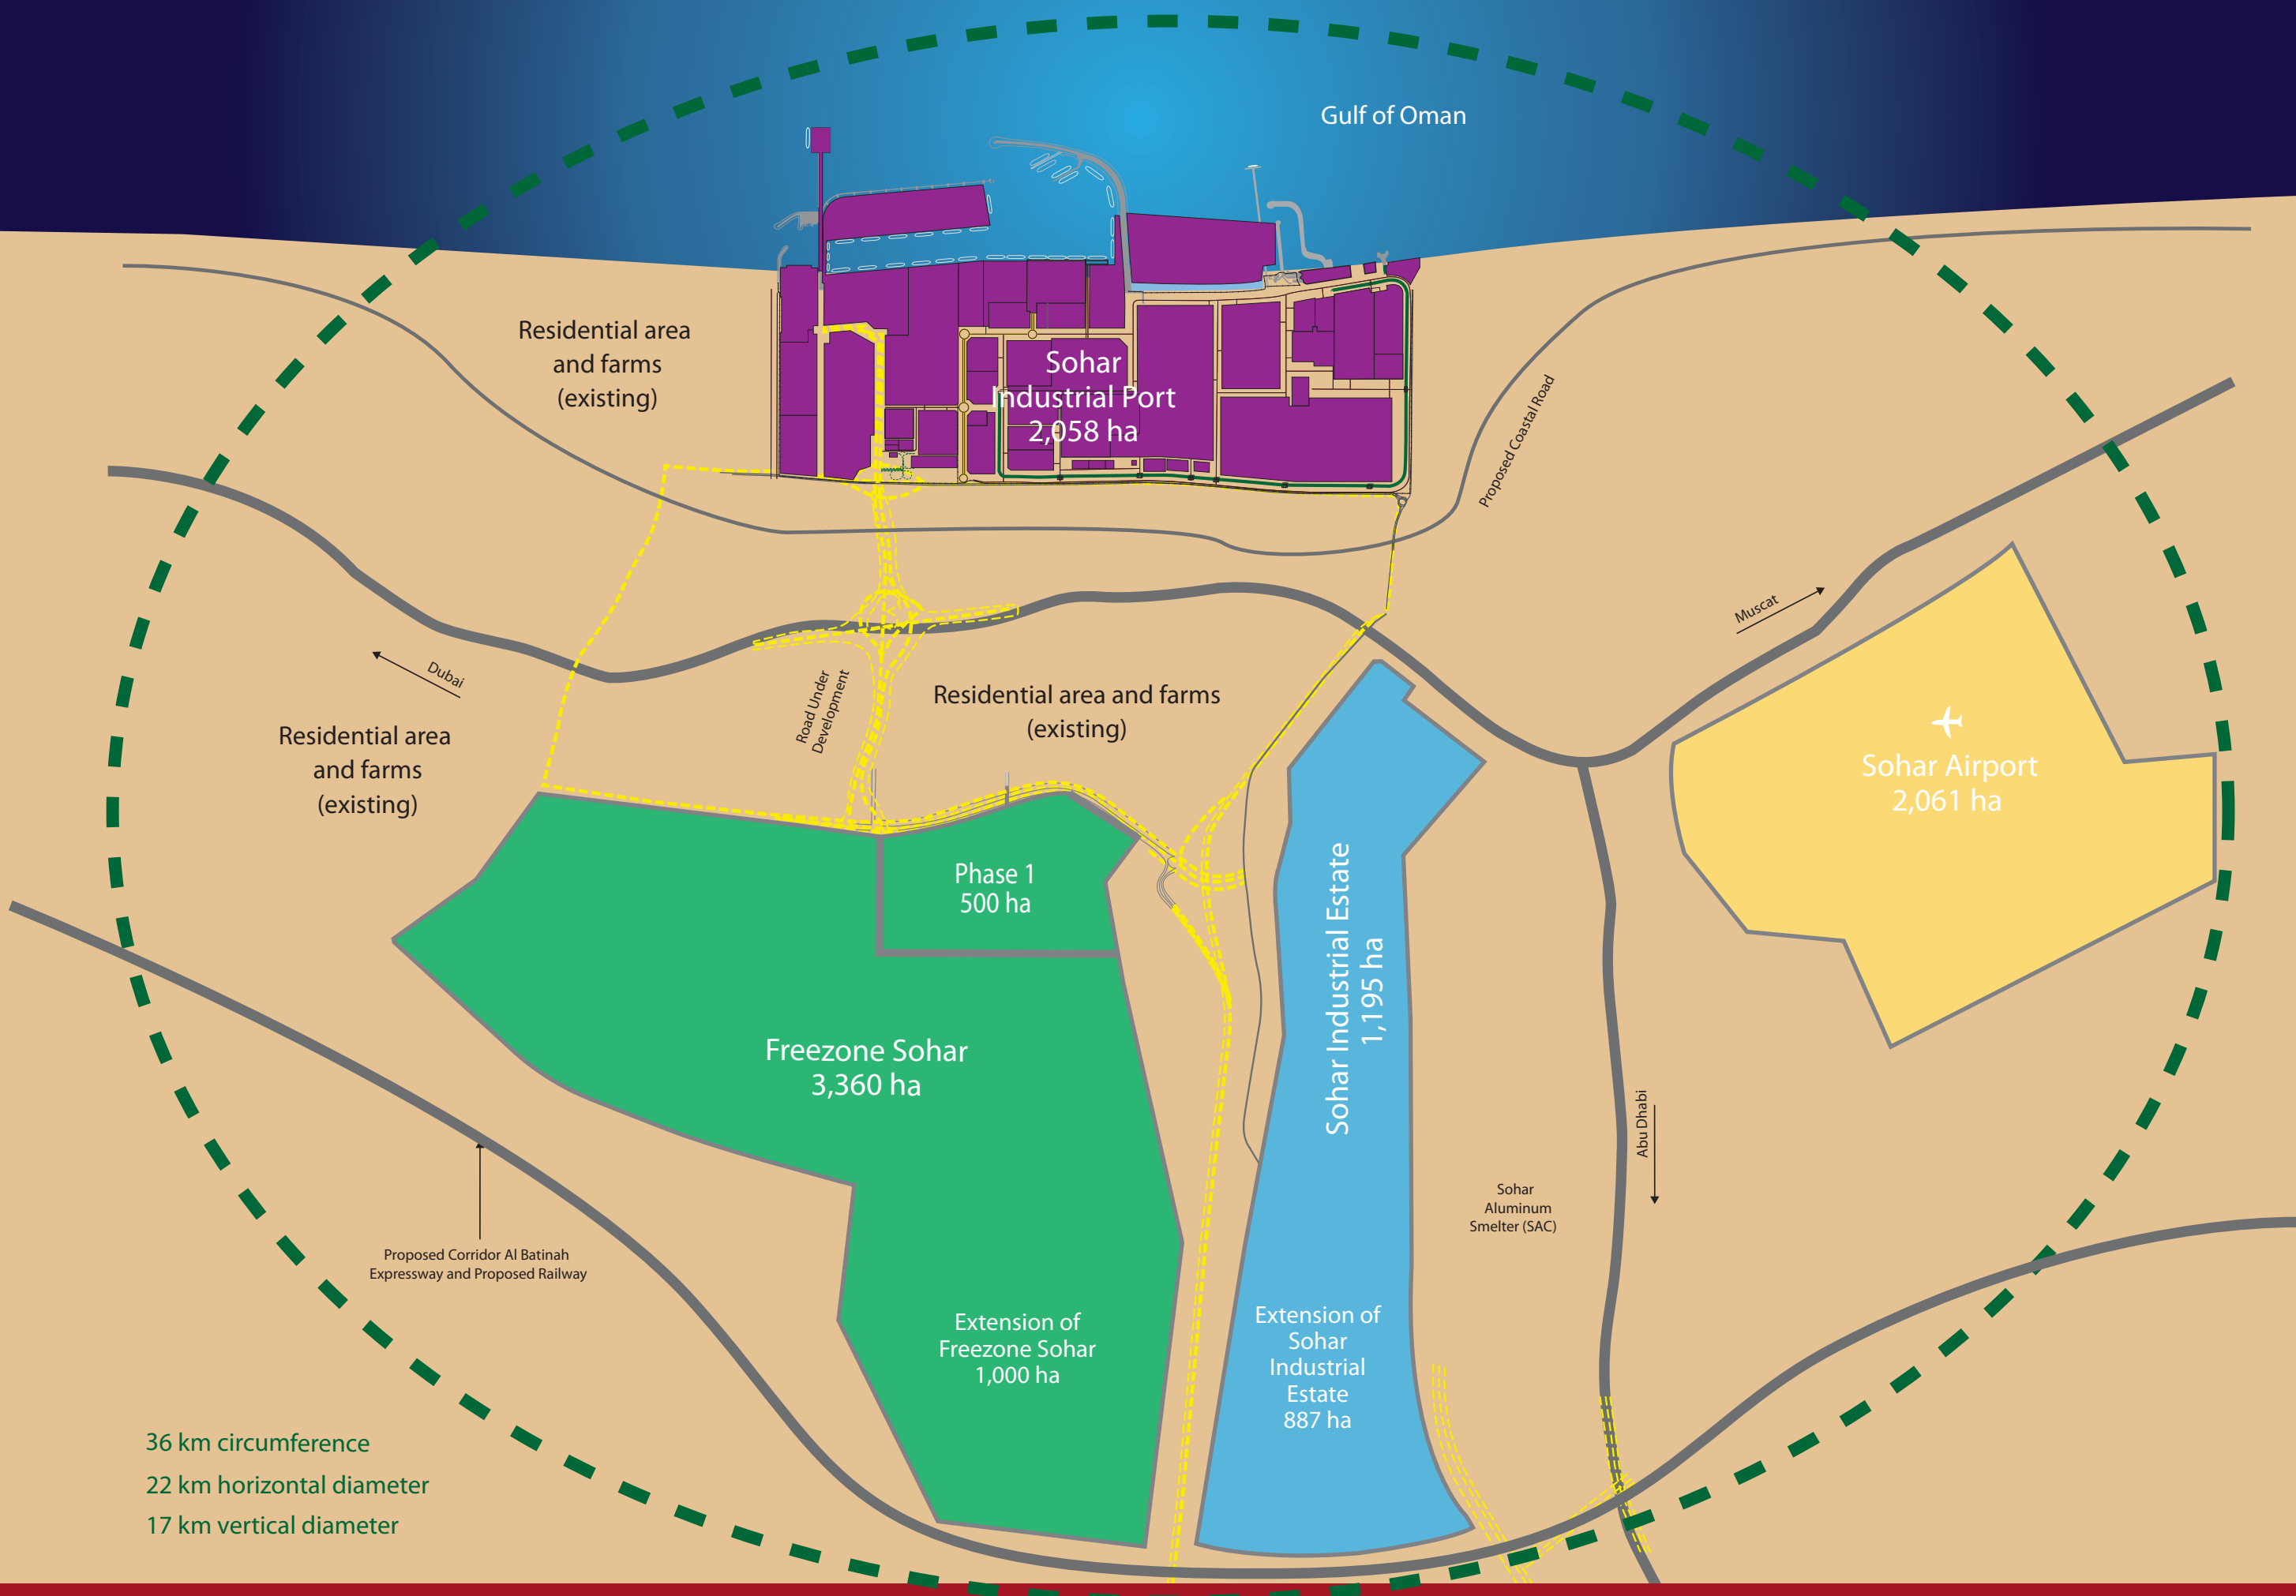 Gulf of Oman
Residential area
and farms
(existing)
Sohar
Industrial Port
2,058 ha
Proposed Coastal Road
Muscat
Dubai
Road Under
Development
Residential area and farms
(existing)
Residential area
and farms
(existing)
Sohar Airport
2,061 ha
Phase 1
500 ha
Sohar Industrial Estate
1,195 ha
Freezone Sohar
3,360 ha
Abu Dhabi
Sohar
Aluminum
Smelter (SAC)
Proposed Corridor Al Batinah
Expressway and Proposed Railway
Extension of
Freezone Sohar
1,000 ha
Extension of
Sohar
Industrial
Estate
887 ha
36 km circumference
22 km horizontal diameter
17 km vertical diameter